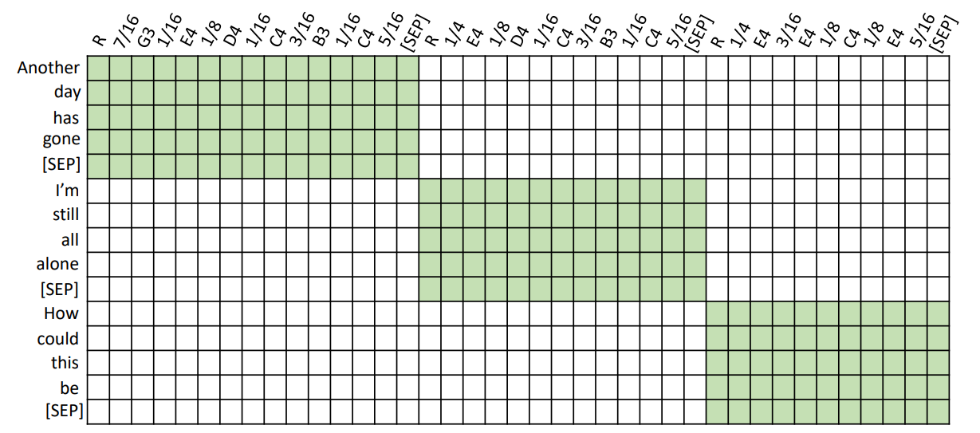 R 7/16 G3 1/16 E4 1/8 D4 1/16 C4 3/16 B3 1/16 C4 5/16 [SEP] R 1/4 E4 1/8 D4 1/16 C4 3/16 B3 1/16 C4 5/16 [SEP] R 1/4 E4 3/16 E4 1/8 C4 1/8 E4 5/16 [SEP]
Another
day
has
gone
[SEP]
I'm
still
all
alone
[SEP]
How
could
this
be
[SEP]